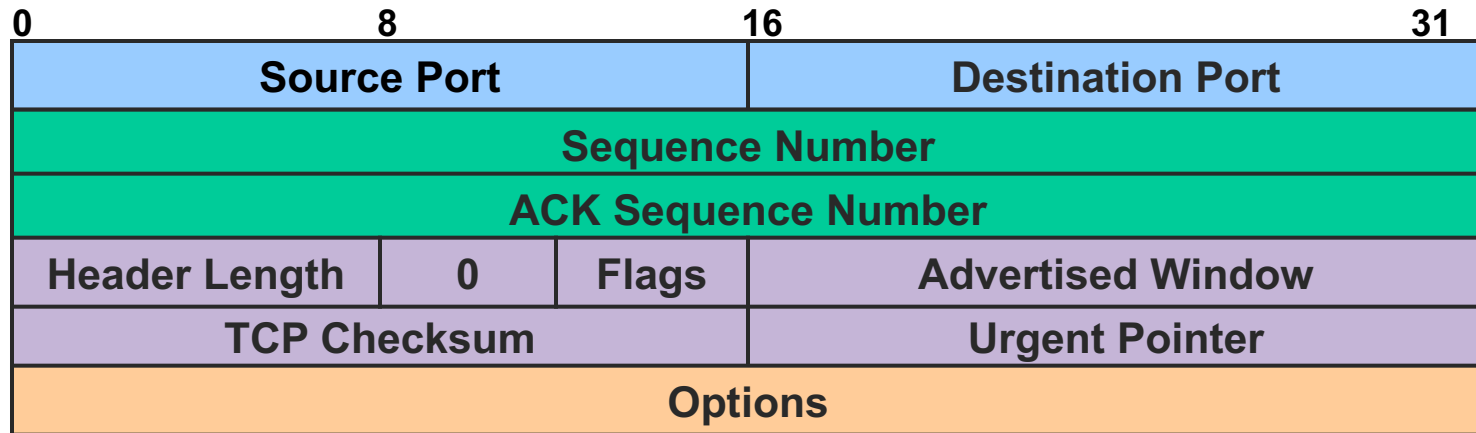 0 8 16 31
Source Port Destination Port
Sequence Number
ACK Sequence Number
Header Length 0 Flags Advertised Window
TCP Checksum Urgent Pointer
Options